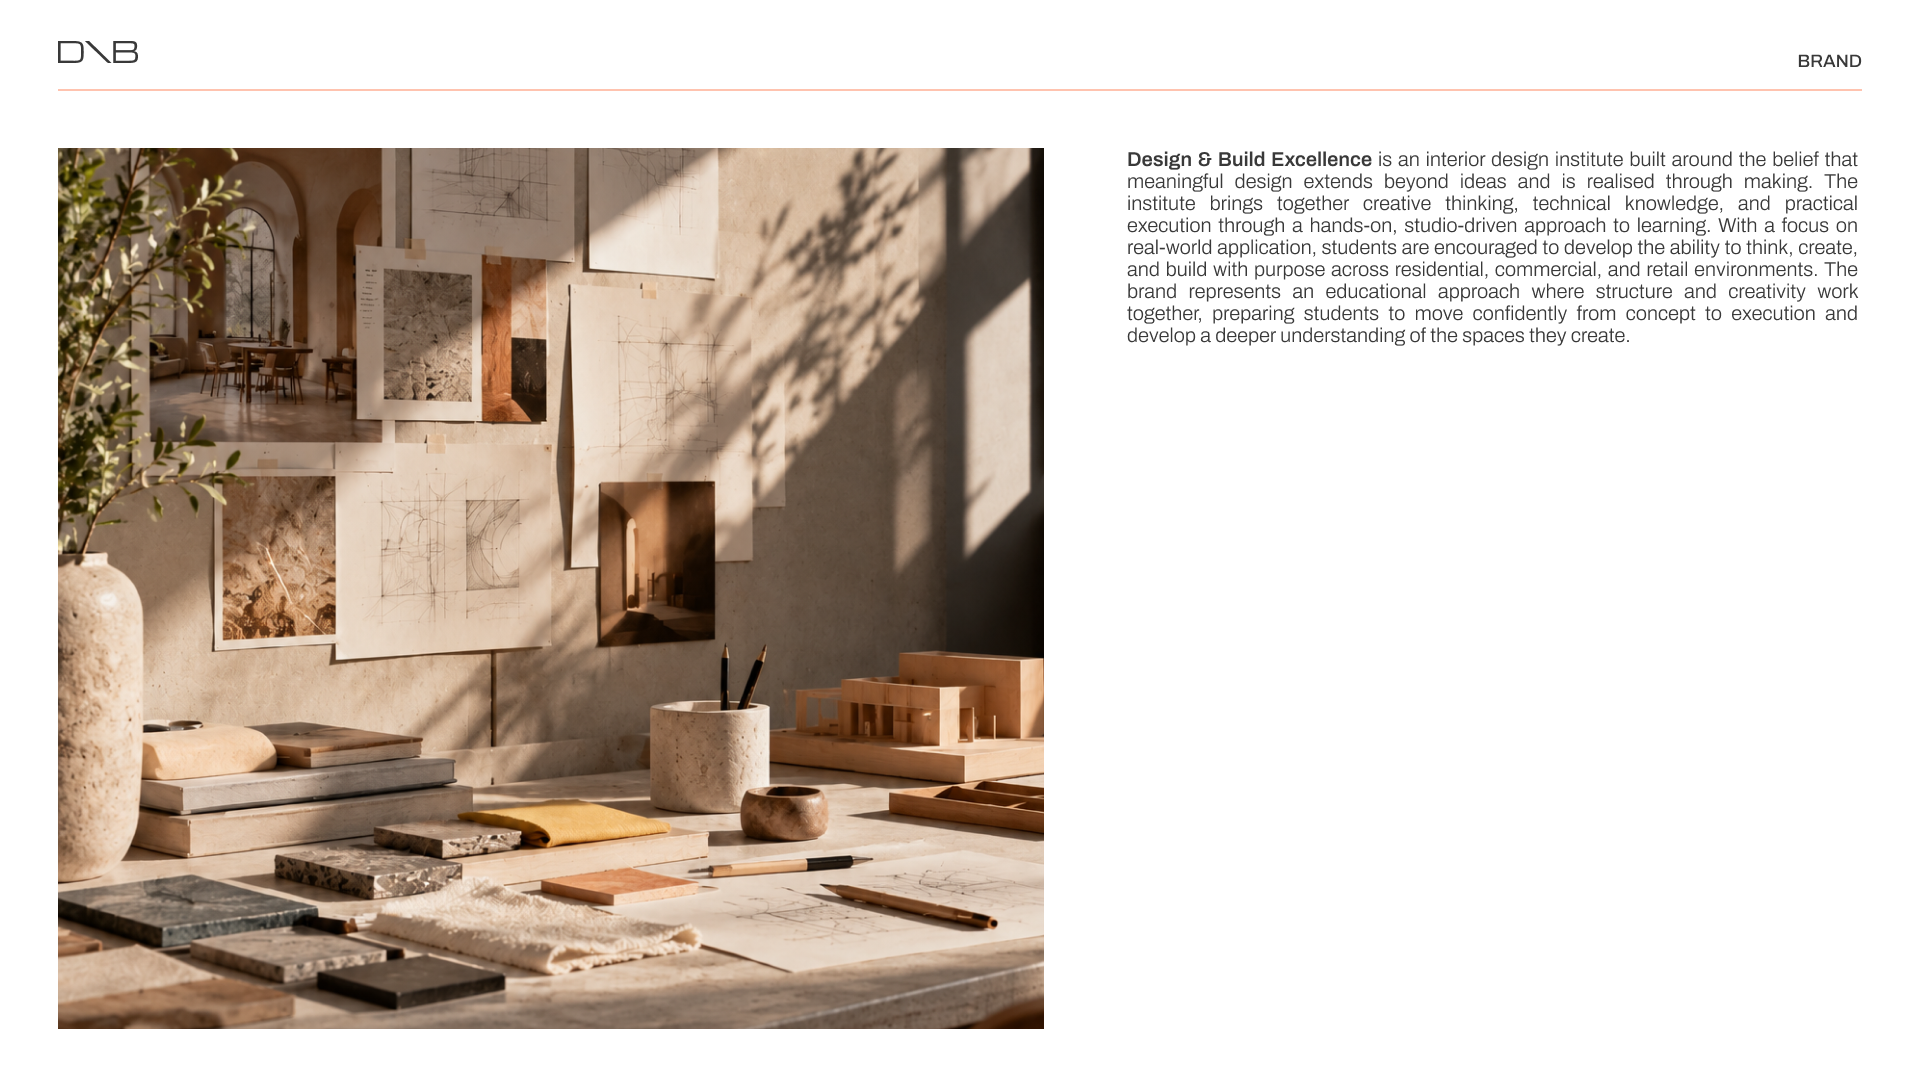 D\B
BRAND
Design & Build Excellence is an interior design institute built around the belief that
meaningful design extends beyond ideas and is realised through making. The
institute brings together creative thinking, technical knowledge, and practical
execution through a hands-on, studio-driven approach to learning. With a focus on
real-world application, students are encouraged to develop the ability to think, create,
and build with purpose across residential, commercial, and retail environments. The
brand represents an educational approach where structure and creativity work
together, preparing students to move confidently from concept to execution and
develop a deeper understanding of the spaces they create.